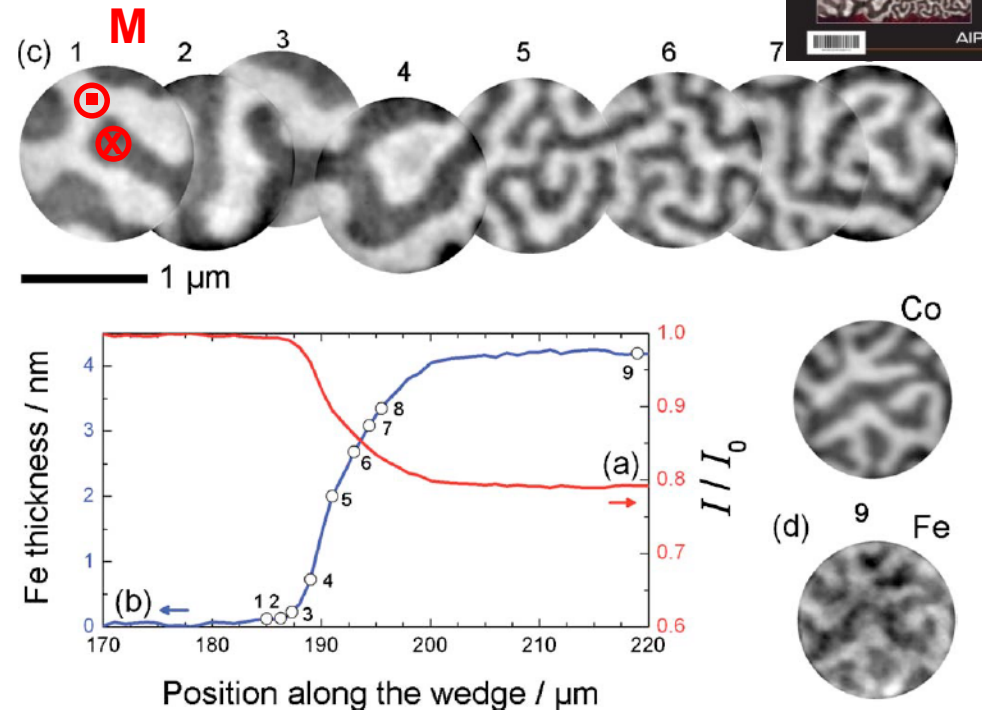 M
(c) 1 2 3 4 5 6 7
AIP
X
1 µm
Fe thickness / nm
4
3
2
1
0
(b)
1 2 3
4
5
6
7
8
9
(a)
1.0
0.9
0.8
0.7
0.6
I / I0
170 180 190 200 210 220
Position along the wedge / µm
Co
(d) 9 Fe